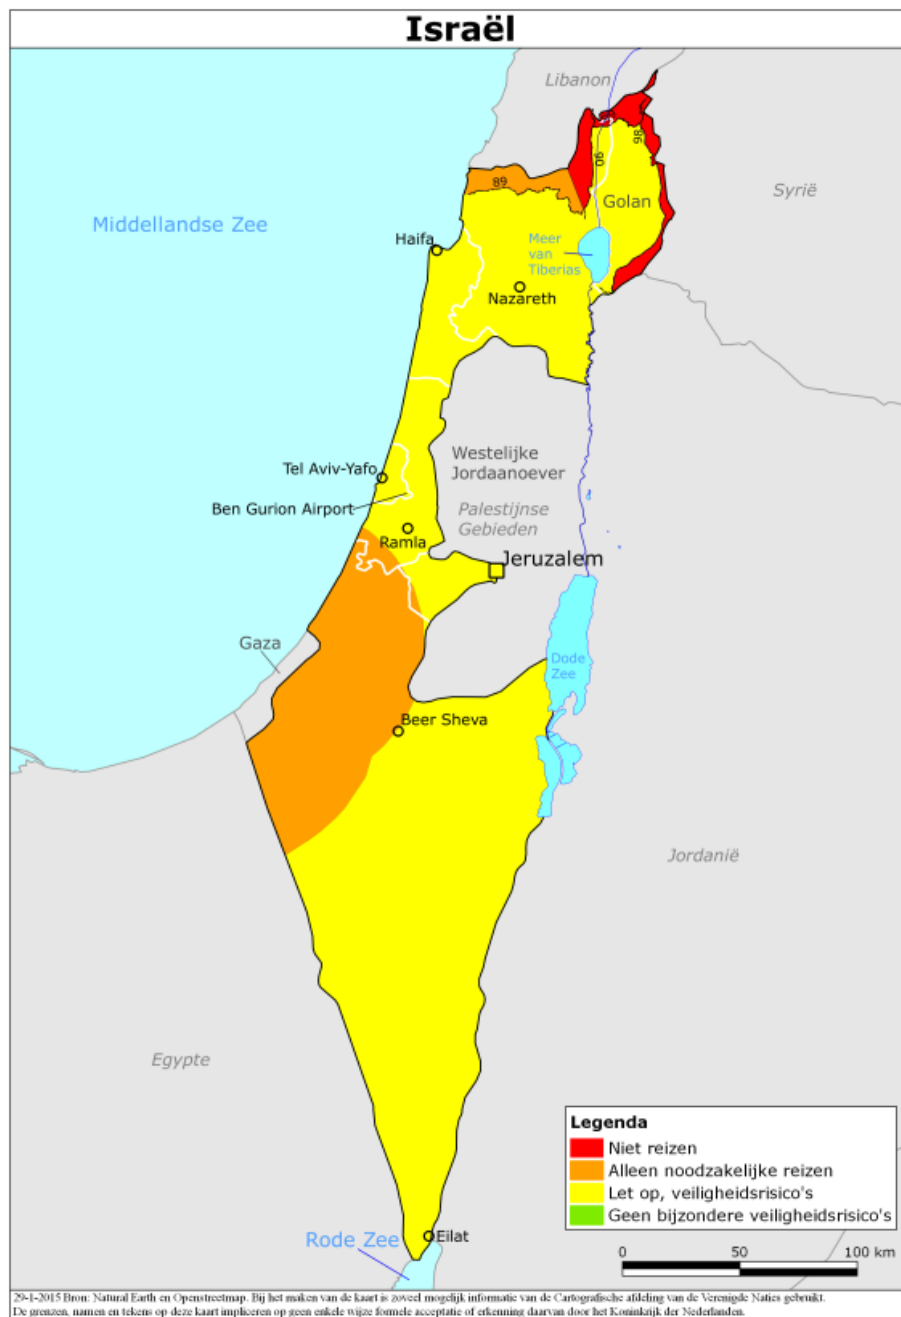 Israël
Libanon
98
90
Syrië
89
Golan
Middellandse Zee
Haifa
Meer
van
Tiberias
Nazareth
Westelijke
Jordaanoever
Tel Aviv-Yafo
Ben Gurion Airport
Palestijnse
Gebieden
Ramla
Jeruzalem
Gaza
Dode
Zee
Beer Sheva
Jordanië
Egypte
Legenda
Niet reizen
Alleen noodzakelijke reizen
Let op, veiligheidsrisico's
Geen bijzondere veiligheidsrisico's
Rode Zee
Eilat
0 50 100 km
29-1-2015 Bron: Natural Earth en Openstreetmap. Bij het maken van de kaart is zoveel mogelijk informatie van de Cartografische afdeling van de Verenigde Naties gebruikt.
De grenzen, namen en tekens op deze kaart impliceren op geen enkele wijze formele acceptatie of erkenning daarvan door het Koninkrijk der Nederlanden.